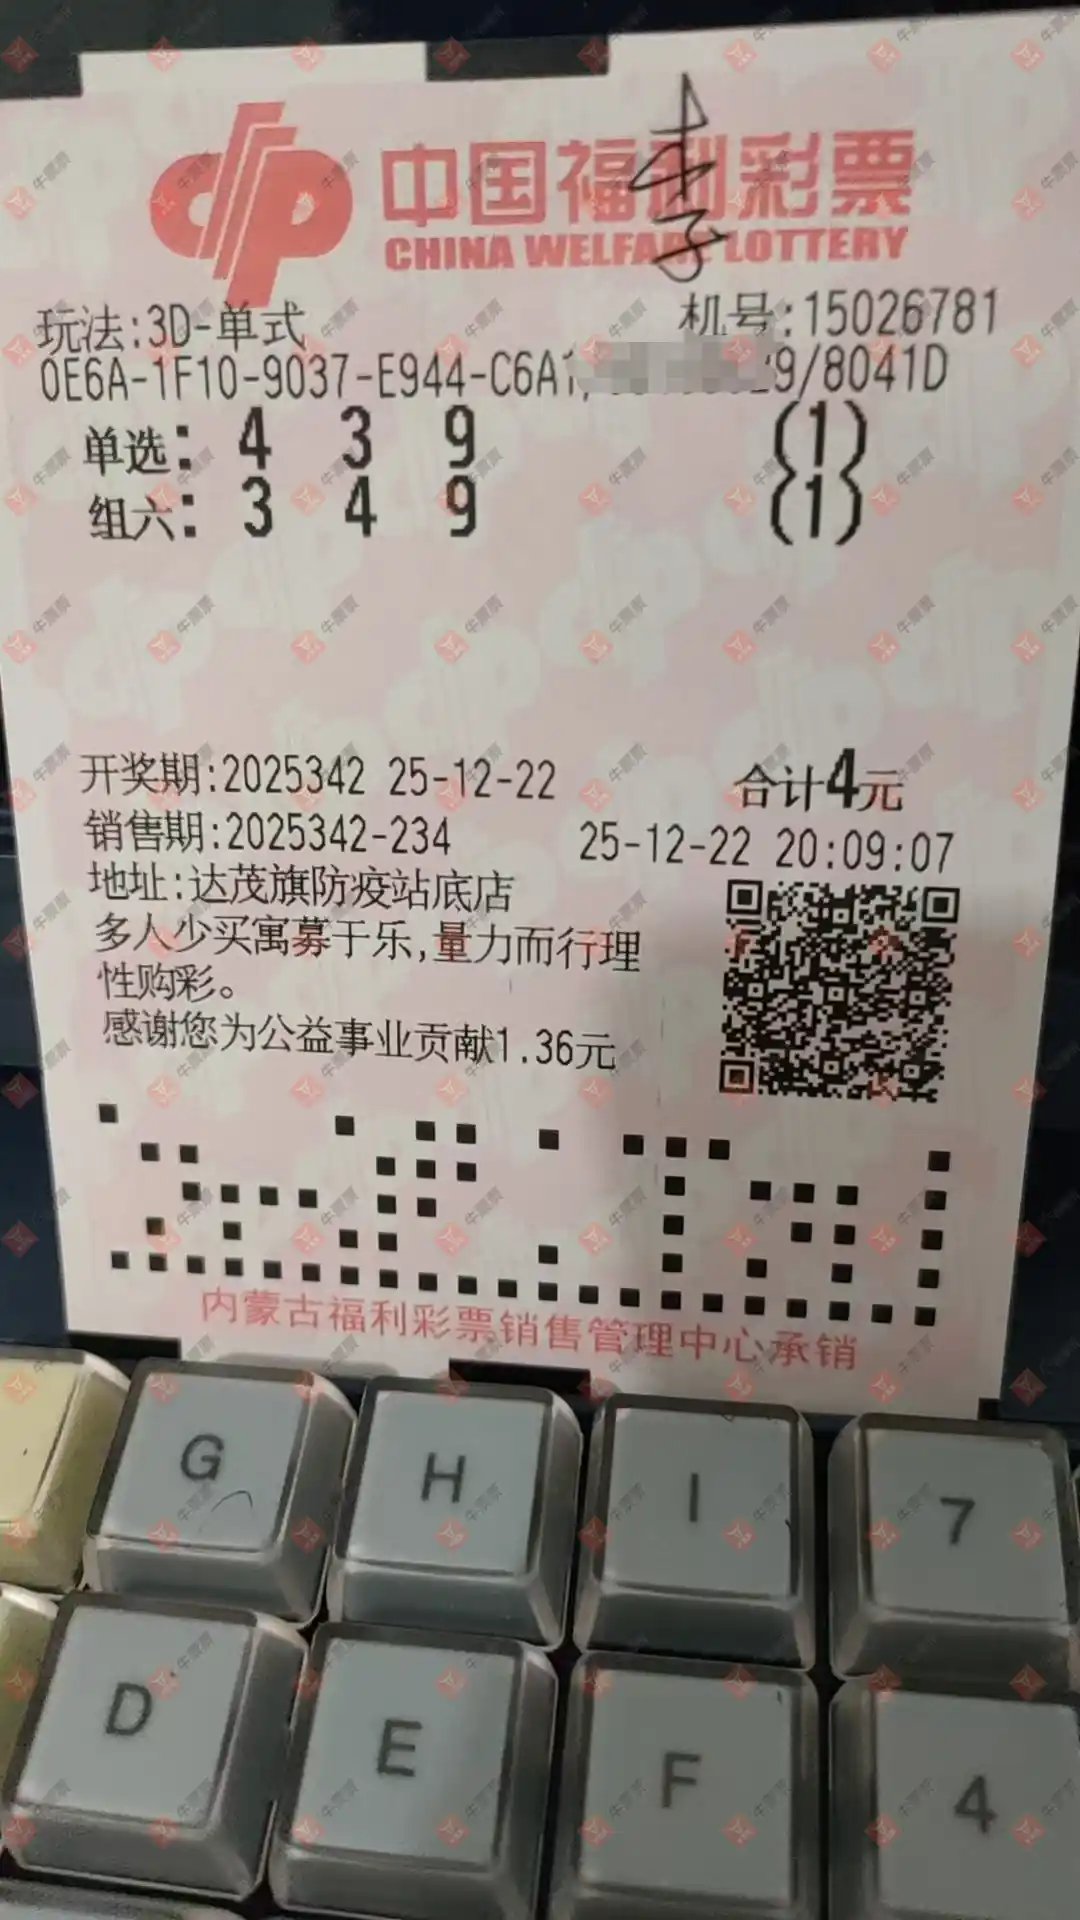 中国福利彩票
CHINA WELFARE LOTTERY
李
玩法:3D-单式 机号:15026781
0E6A-1F10-9037-E944-C6A1 9/8041D
单选: 4 3 9 (1)
组六: 3 4 9 (1)
开奖期:2025342 25-12-22 合计4元
销售期:2025342-234 25-12-22 20:09:07
地址:达茂旗防疫站底店
多人少买寓募于乐,量力而行理
性购彩。
感谢您为公益事业贡献1.36元
内蒙古福利彩票销售管理中心承销
G H I 7
D E F 4
牛票票